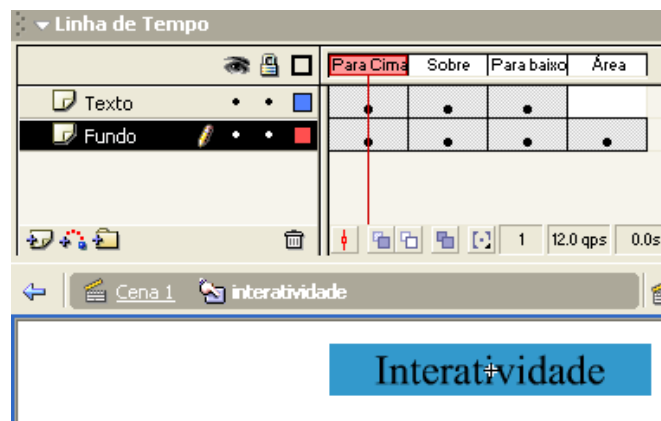 Linha de Tempo
Para Cima Sobre Para baixo Área
Texto
Fundo
1 12.0 qps 0.0s
Cena 1 interatividade
Interatividade